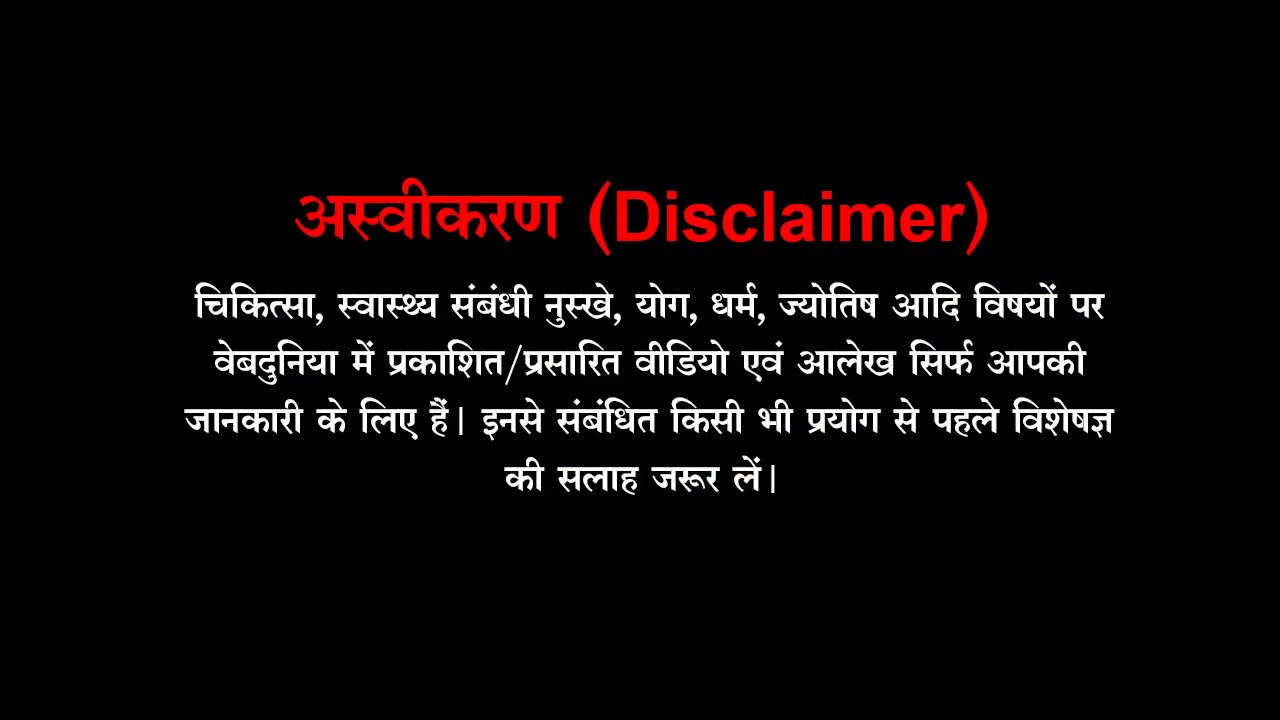 अस्वीकरण (Disclaimer)
चिकित्सा, स्वास्थ्य संबंधी नुस्खे, योग, धर्म, ज्योतिष आदि विषयों पर
वेबदुनिया में प्रकाशित/प्रसारित वीडियो एवं आलेख सिर्फ आपकी
जानकारी के लिए हैं। इनसे संबंधित किसी भी प्रयोग से पहले विशेषज्ञ
की सलाह जरूर लें।